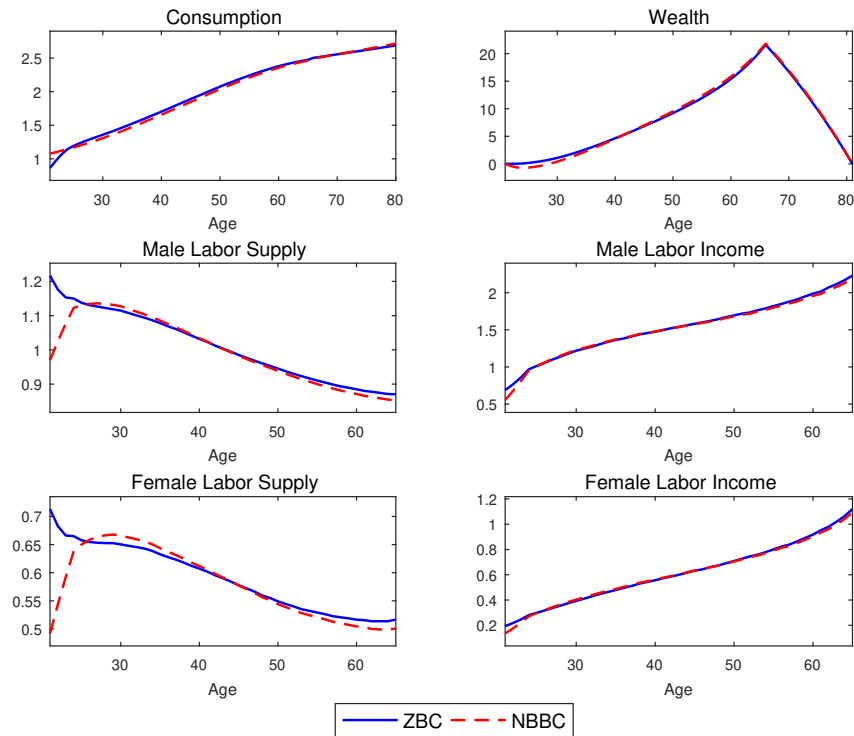 Consumption
Wealth
2.5
2
1.5
1
30 40 50 60 70 80
Age
20
15
10
5
0
30 40 50 60 70 80
Age
Male Labor Supply
Male Labor Income
1.2
1.1
1
0.9
30 40 50 60
Age
2
1.5
1
0.5
30 40 50 60
Age
Female Labor Supply
Female Labor Income
0.7
0.65
0.6
0.55
0.5
30 40 50 60
Age
1.2
1
0.8
0.6
0.4
0.2
30 40 50 60
Age
ZBC NBBC